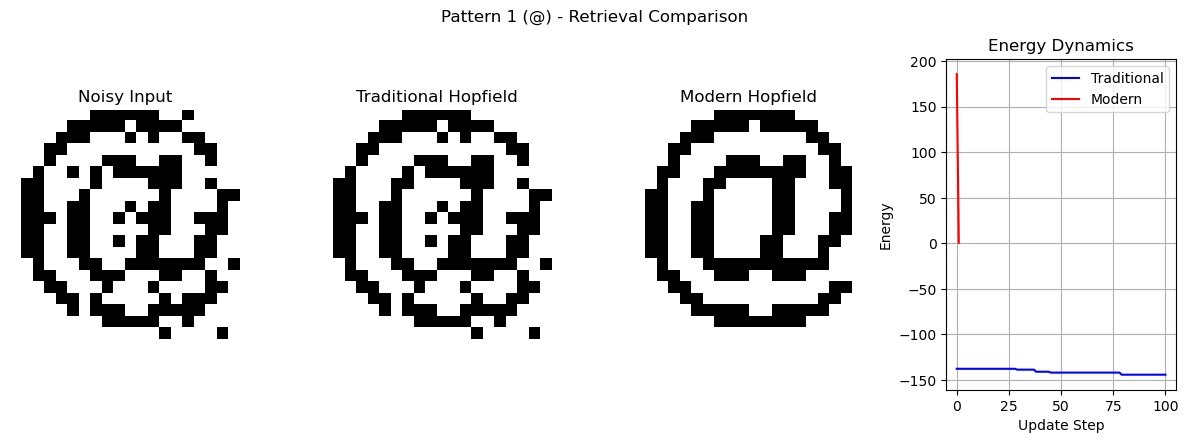 Pattern 1 (@) - Retrieval Comparison
Noisy Input
Traditional Hopfield
Modern Hopfield
Energy Dynamics
Traditional
Modern
200
150
100
50
0
−50
−100
−150
Energy
0 25 50 75 100
Update Step